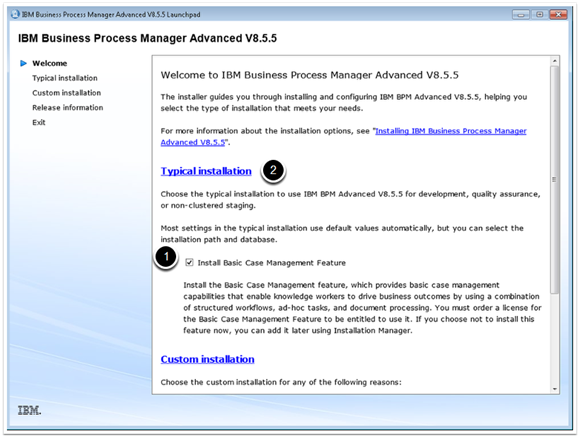 IBM Business Process Manager Advanced V8.5.5 Launchpad
IBM Business Process Manager Advanced V8.5.5
Welcome
Typical installation
Custom installation
Release information
Exit
Welcome to IBM Business Process Manager Advanced V8.5.5
The installer guides you through installing and configuring IBM BPM Advanced V8.5.5, helping you
select the type of installation that meets your needs.
For more information about the installation options, see "Installing IBM Business Process Manager
Advanced V8.5.5".
Typical installation 2
Choose the typical installation to use IBM BPM Advanced V8.5.5 for development, quality assurance,
or non-clustered staging.
Most settings in the typical installation use default values automatically, but you can select the
installation path and database.
1 Install Basic Case Management Feature
Install the Basic Case Management feature, which provides basic case management
capabilities that enable knowledge workers to drive business outcomes by using a combination
of structured workflows, ad-hoc tasks, and document processing. You must order a license for
the Basic Case Management Feature to be entitled to use it. If you choose not to install this
feature now, you can add it later using Installation Manager.
Custom installation
Choose the custom installation for any of the following reasons:
IBM.